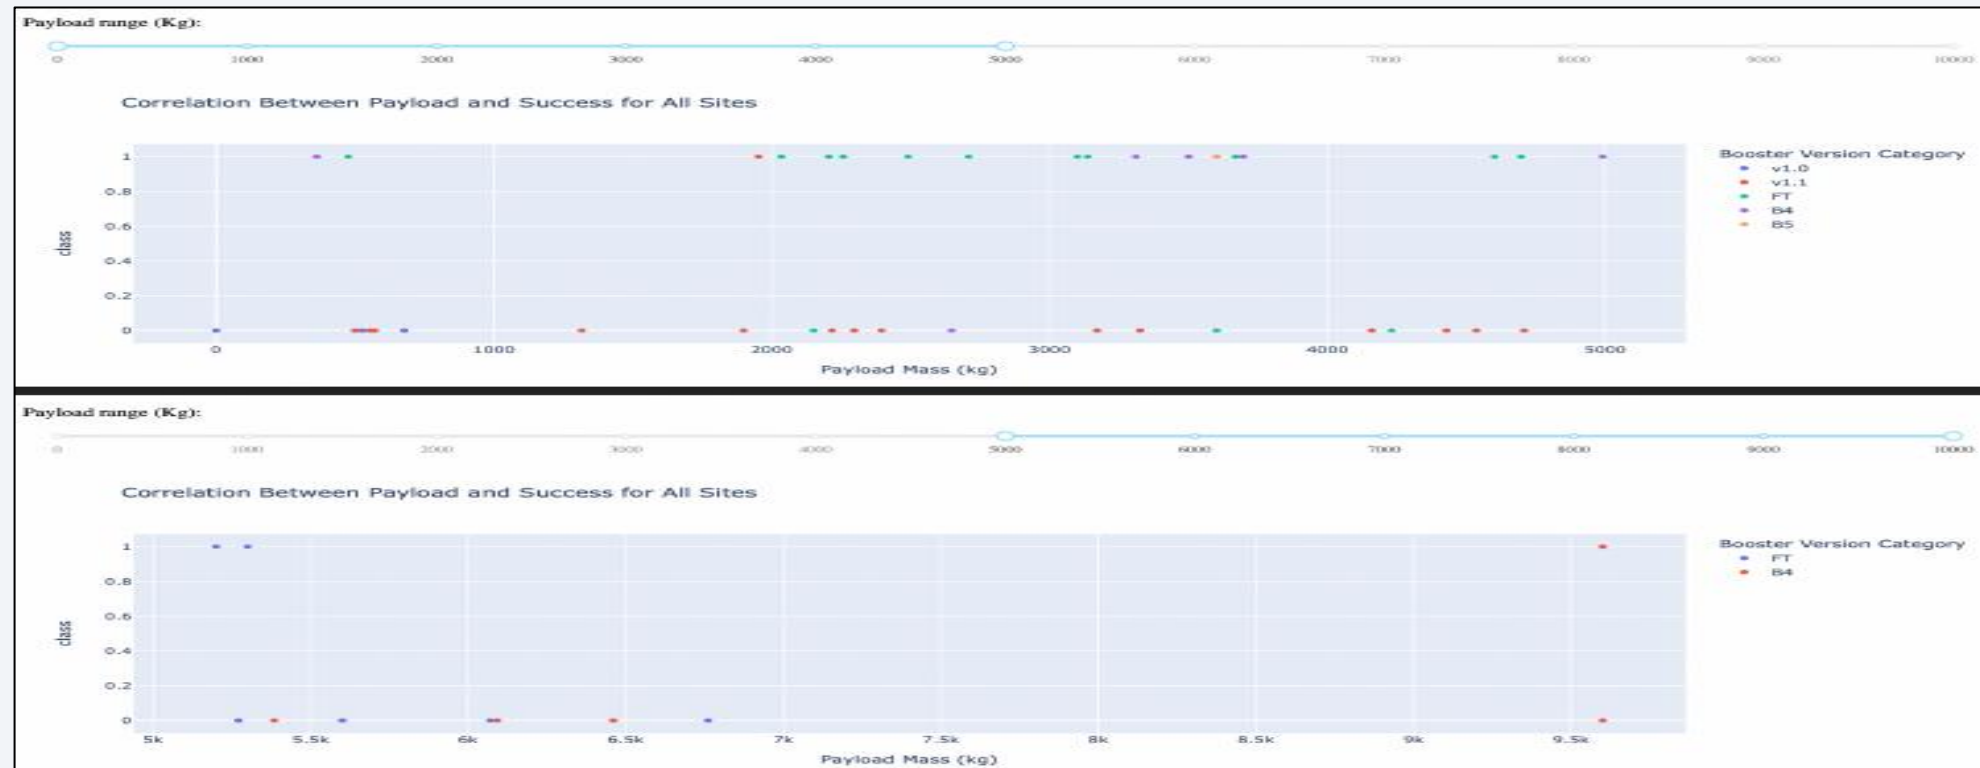 Payload range (Kg):
0 1000 2000 3000 4000 5000 6000 7000 8000 9000 10000
Correlation Between Payload and Success for All Sites
Booster Version Category
v1.0
v1.1
FT
B4
B5
1
0.8
0.6
0.4
0.2
0
class
0 1000 2000 3000 4000 5000
Payload Mass (kg)
Payload range (Kg):
0 1000 2000 3000 4000 5000 6000 7000 8000 9000 10000
Correlation Between Payload and Success for All Sites
Booster Version Category
FT
B4
1
0.8
0.6
0.4
0.2
0
class
5k 5.5k 6k 6.5k 7k 7.5k 8k 8.5k 9k 9.5k
Payload Mass (kg)